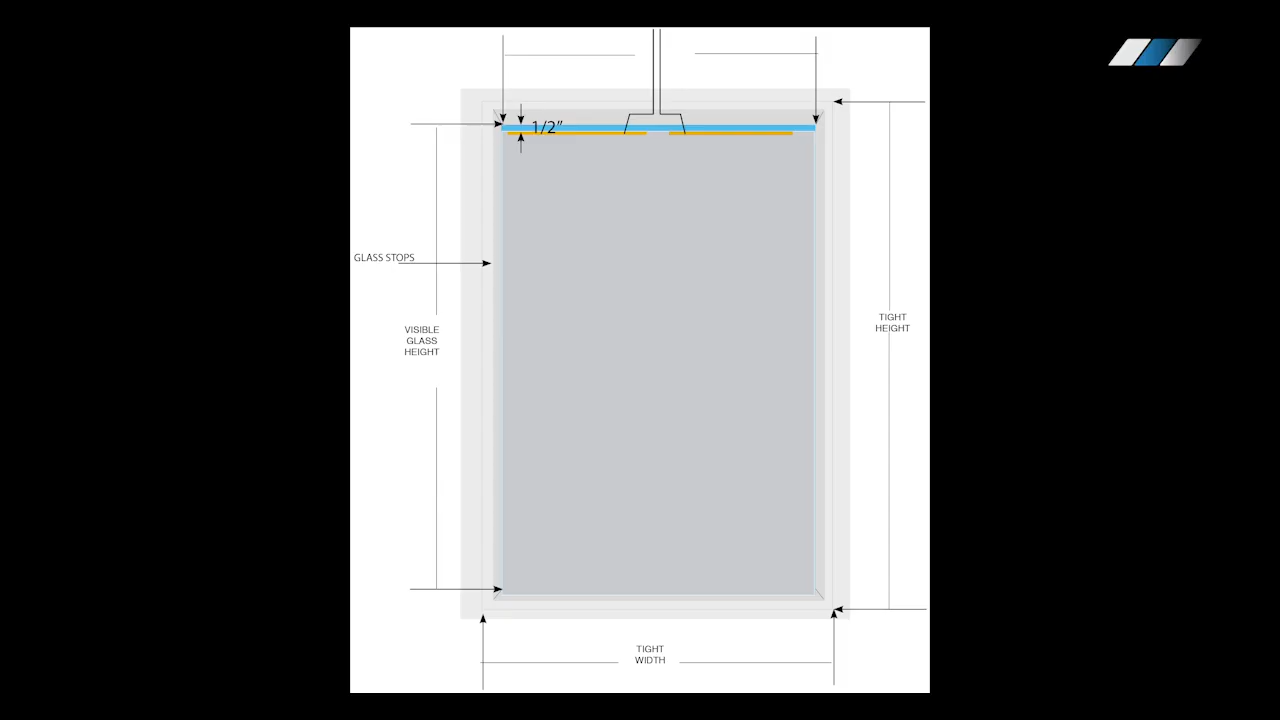 1/2”
GLASS STOPS
VISIBLE
GLASS
HEIGHT
TIGHT
HEIGHT
TIGHT
WIDTH